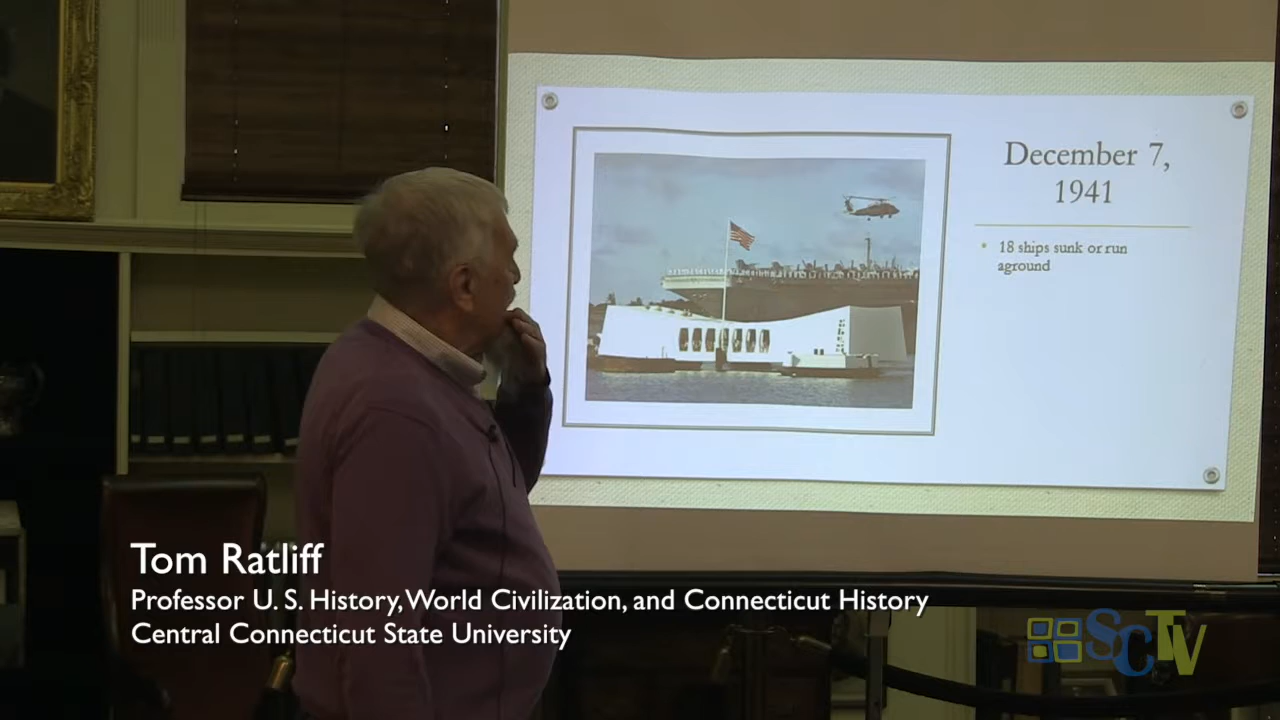 December 7,
1941
18 ships sunk or run
aground
Tom Ratliff
Professor U. S. History, World Civilization, and Connecticut History
Central Connecticut State University
SCTV